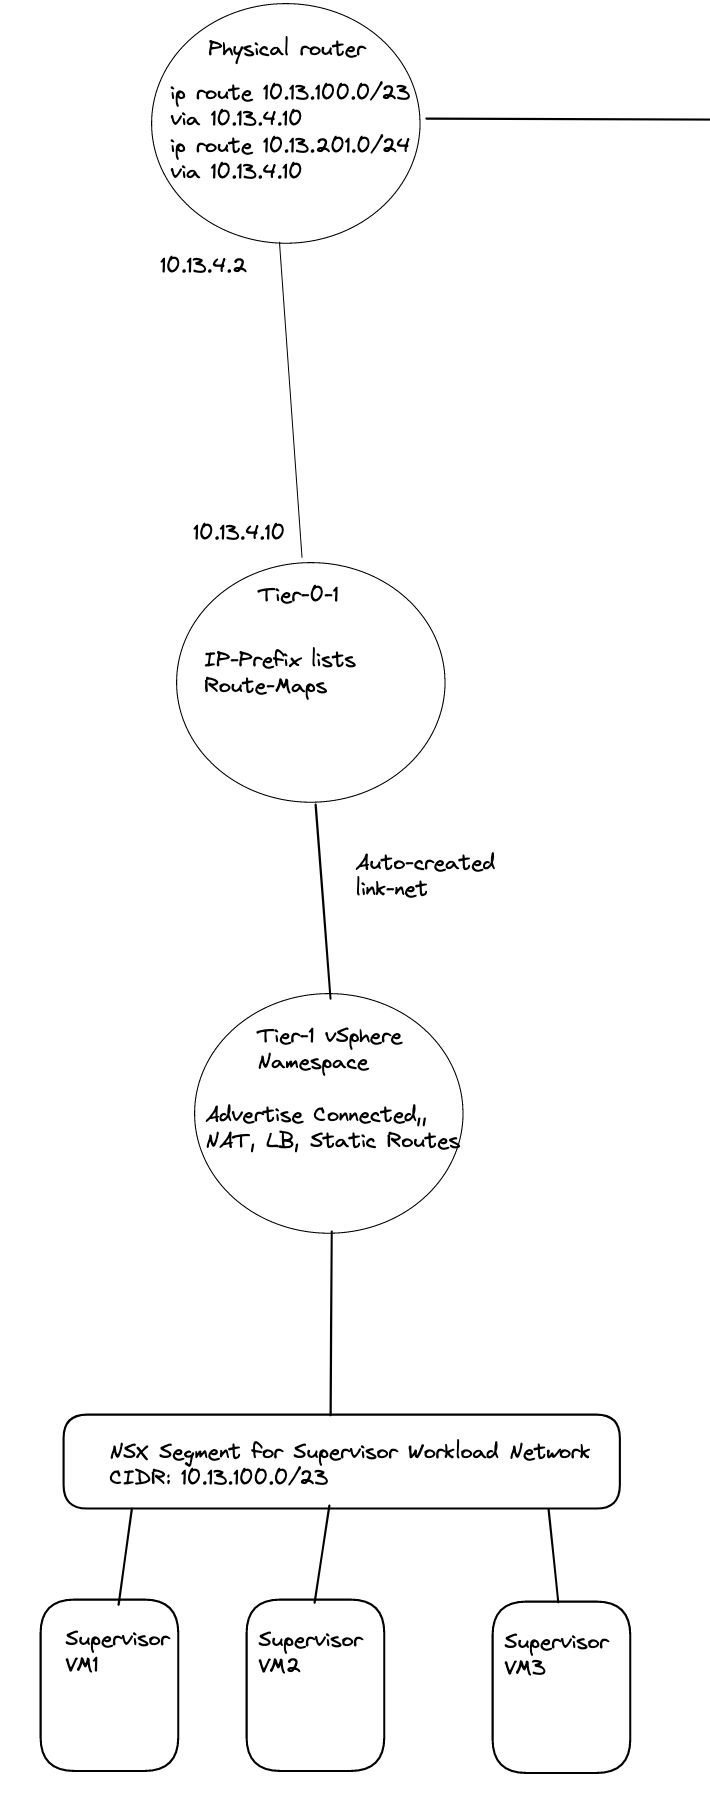 Physical router
ip route 10.13.100.0/23
via 10.13.4.10
ip route 10.13.201.0/24
via 10.13.4.10
10.13.4.2
10.13.4.10
Tier-0-1
IP-Prefix lists
Route-Maps
Auto-created
link-net
Tier-1 vSphere
Namespace
Advertise Connected,,
NAT, LB, Static Routes
NSX Segment for Supervisor Workload Network
CIDR: 10.13.100.0/23
Supervisor
VM1
Supervisor
VM2
Supervisor
VM3